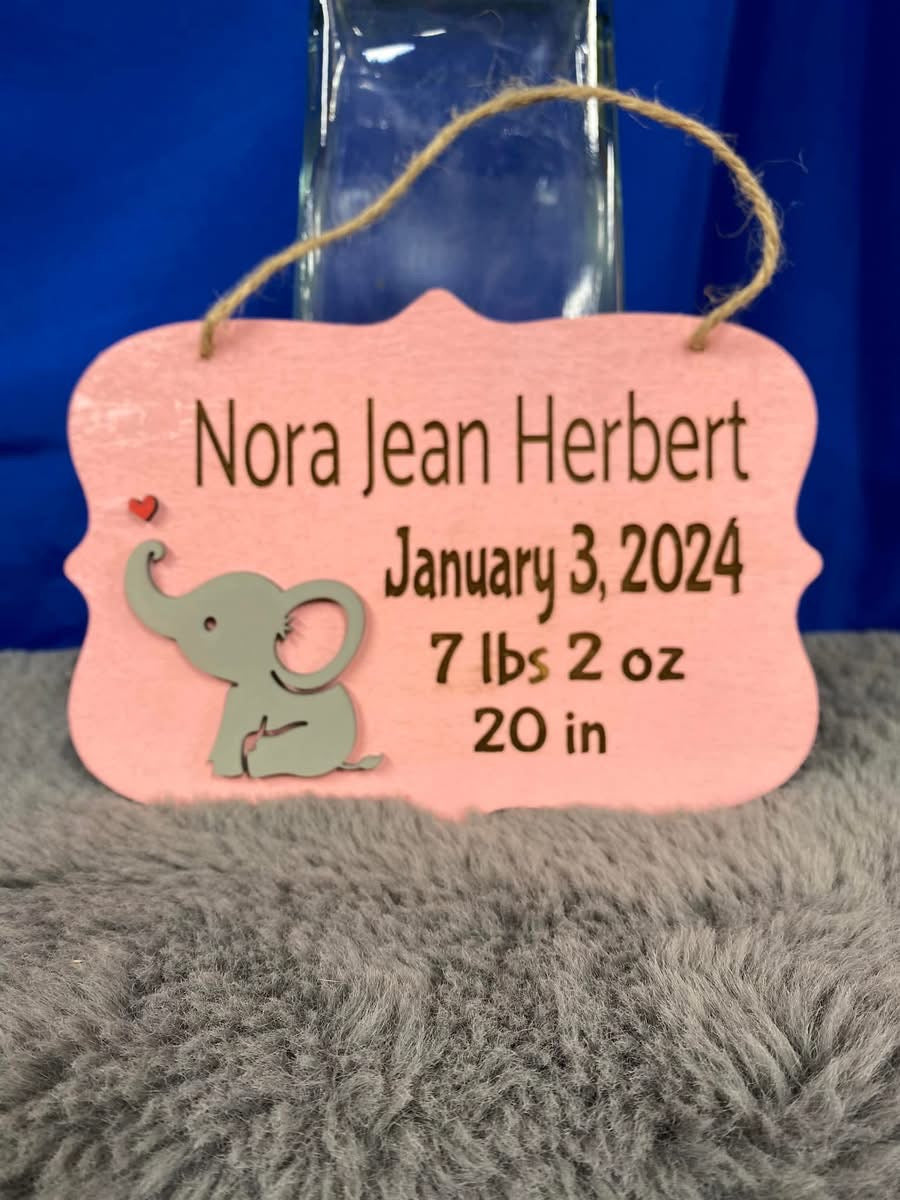 Nora Jean Herbert
January 3, 2024
7 lbs 2 oz
20 in